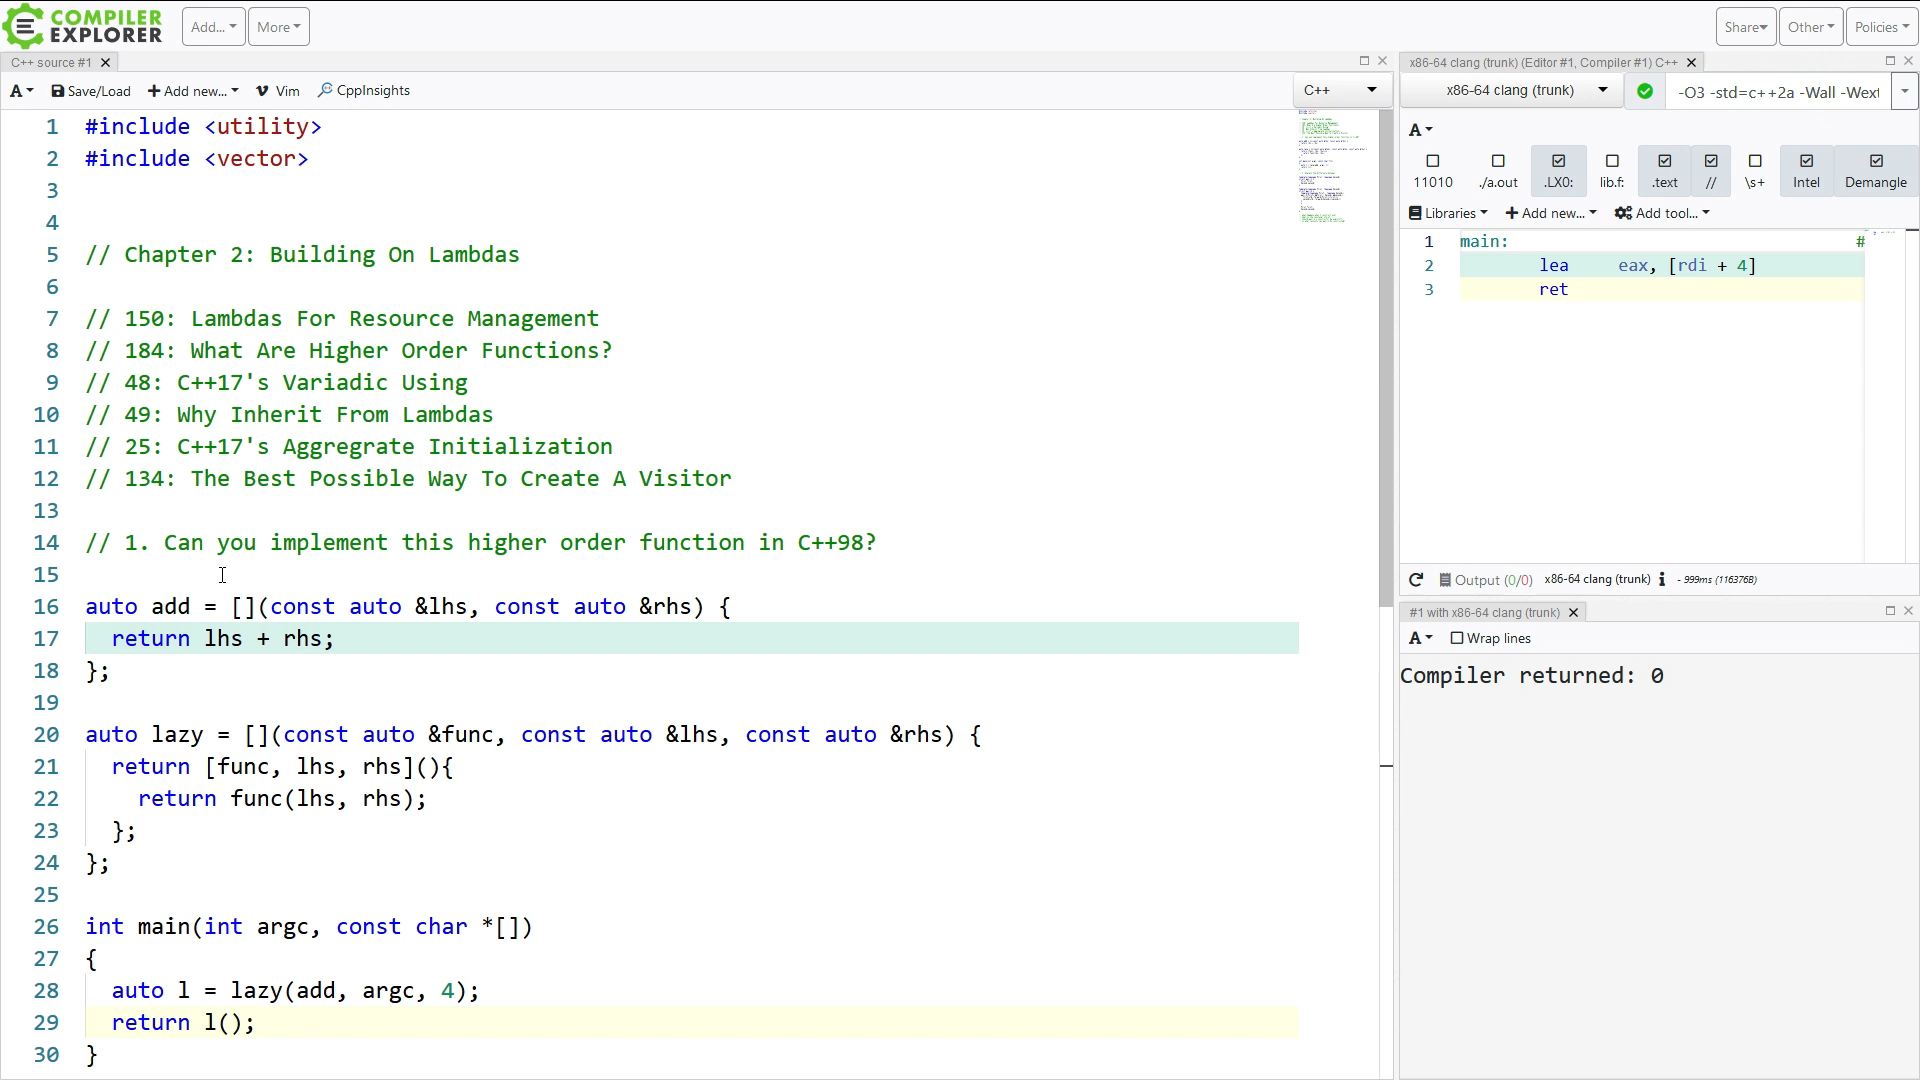 COMPILER
EXPLORER
Add...
More
Share
Other
Policies
C++ source #1
A
Save/Load
Add new...
Vim
CppInsights
C++
1 #include <utility>
2 #include <vector>
3
4
5 // Chapter 2: Building On Lambdas
6
7 // 150: Lambdas For Resource Management
8 // 184: What Are Higher Order Functions?
9 // 48: C++17's Variadic Using
10 // 49: Why Inherit From Lambdas
11 // 25: C++17's Aggregrate Initialization
12 // 134: The Best Possible Way To Create A Visitor
13
14 // 1. Can you implement this higher order function in C++98?
15
16 auto add = [](const auto &lhs, const auto &rhs) {
17 return lhs + rhs;
18 };
19
20 auto lazy = [](const auto &func, const auto &lhs, const auto &rhs) {
21 return [func, lhs, rhs](){
22 return func(lhs, rhs);
23 };
24 };
25
26 int main(int argc, const char *[])
27 {
28 auto l = lazy(add, argc, 4);
29 return l();
30 }
x86-64 clang (trunk) (Editor #1, Compiler #1) C++
x86-64 clang (trunk)
-O3 -std=c++2a -Wall -Wext
A
11010
./a.out
.LX0:
lib.f:
.text
//
\s+
Intel
Demangle
Libraries
Add new...
Add tool...
1 main: #
2 lea eax, [rdi + 4]
3 ret
Output (0/0) x86-64 clang (trunk) i - 999ms (116376B)
#1 with x86-64 clang (trunk)
A
Wrap lines
Compiler returned: 0